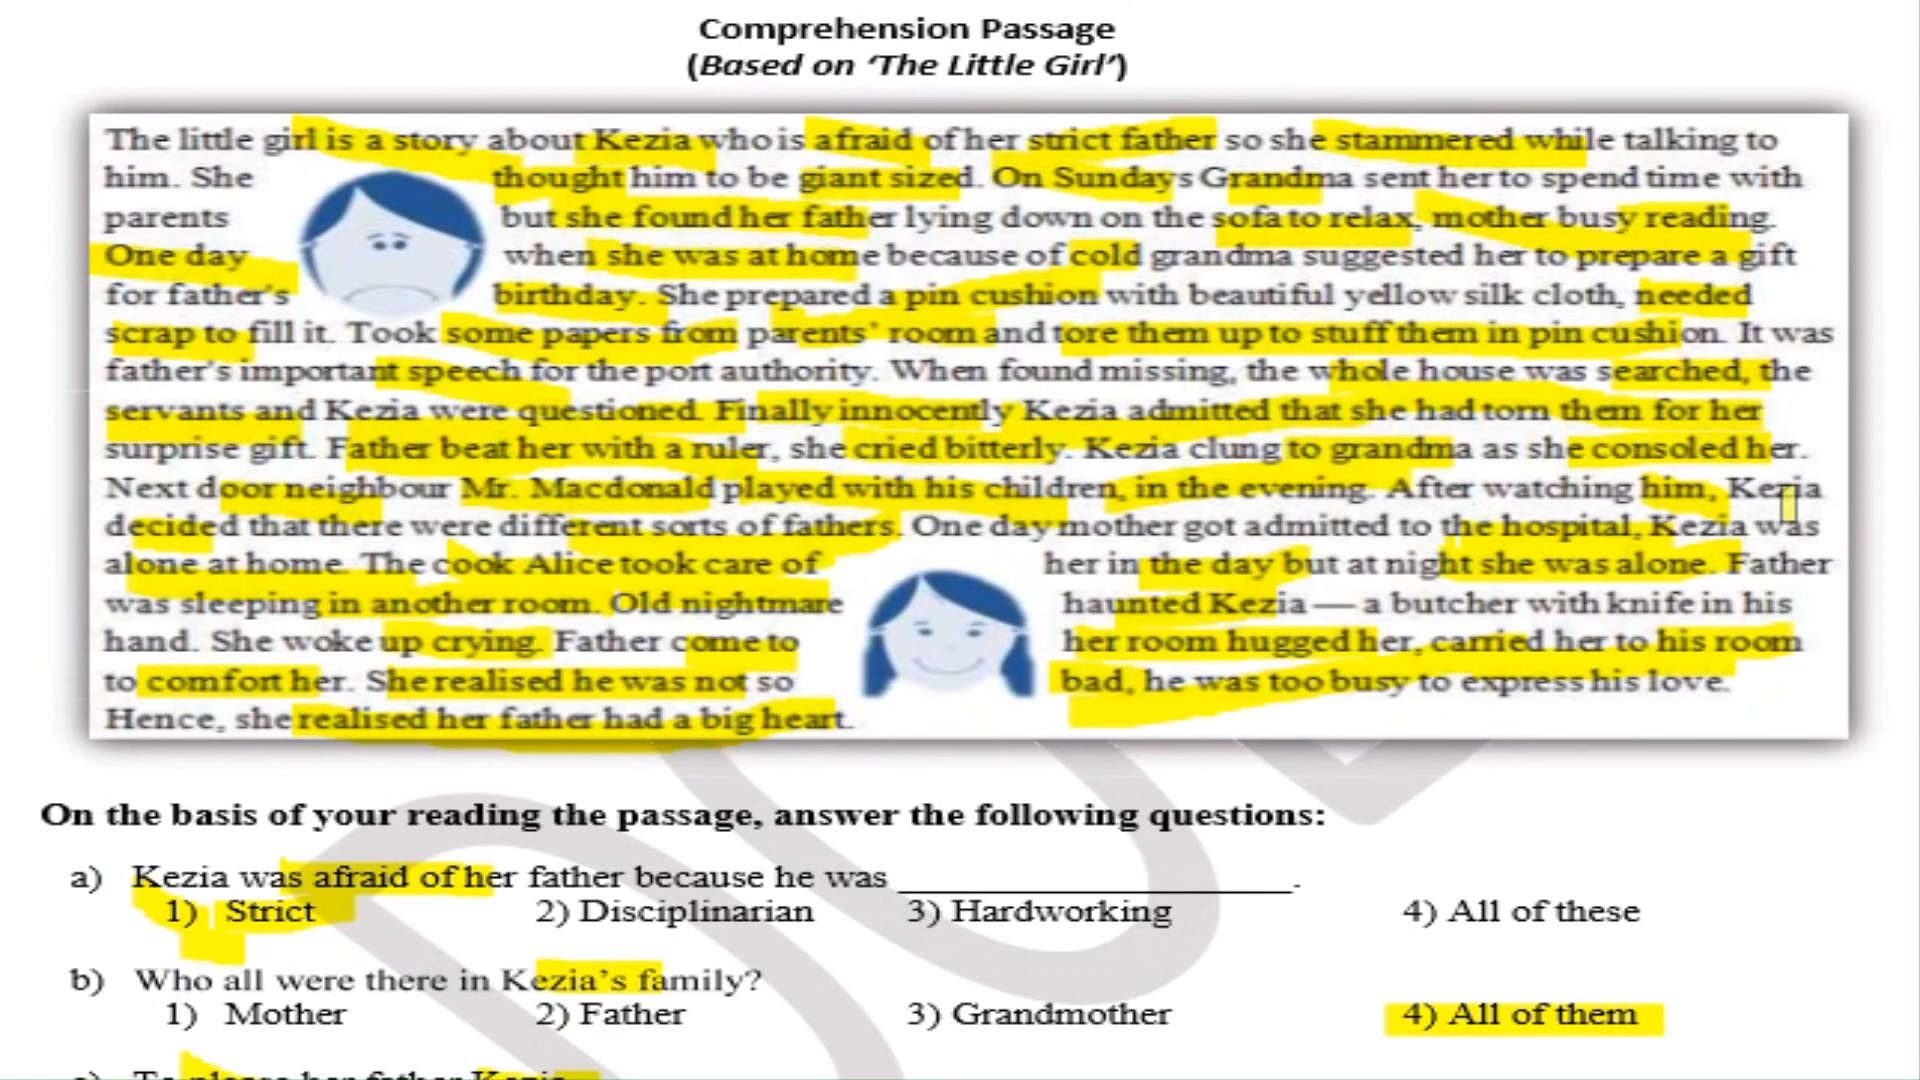 Comprehension Passage
(Based on ‘The Little Girl’)
The little girl is a story about Kezia who is afraid of her strict father so she stammered while talking to
him. She thought him to be giant sized. On Sundays Grandma sent her to spend time with
parents but she found her father lying down on the sofa to relax, mother busy reading.
One day when she was at home because of cold grandma suggested her to prepare a gift
for father's birthday. She prepared a pin cushion with beautiful yellow silk cloth, needed
scrap to fill it. Took some papers from parents’ room and tore them up to stuff them in pin cushion. It was
father's important speech for the port authority. When found missing, the whole house was searched, the
servants and Kezia were questioned. Finally innocently Kezia admitted that she had torn them for her
surprise gift. Father beat her with a ruler, she cried bitterly. Kezia clung to grandma as she consoled her.
Next door neighbour Mr. Macdonald played with his children, in the evening. After watching him, Kezia
decided that there were different sorts of fathers. One day mother got admitted to the hospital, Kezia was
alone at home. The cook Alice took care of her in the day but at night she was alone. Father
was sleeping in another room. Old nightmare haunted Kezia — a butcher with knife in his
hand. She woke up crying. Father come to her room hugged her, carried her to his room
to comfort her. She realised he was not so bad, he was too busy to express his love.
Hence, she realised her father had a big heart.
On the basis of your reading the passage, answer the following questions:
a) Kezia was afraid of her father because he was ____________________.
1) Strict 2) Disciplinarian 3) Hardworking 4) All of these
b) Who all were there in Kezia’s family?
1) Mother 2) Father 3) Grandmother 4) All of them
c) To please her father Kezia